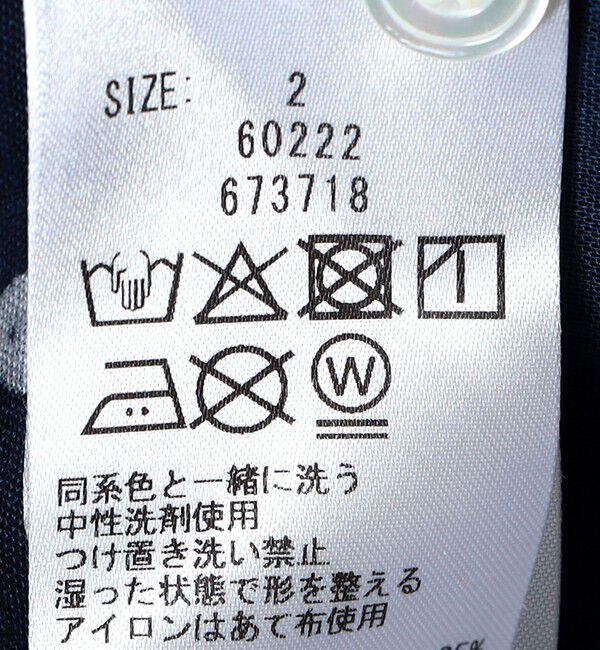 SIZE: 2
60222
673718
W
同系色と一緒に洗う
中性洗剤使用
つけ置き洗い禁止
湿った状態で形を整える
アイロンはあて布使用